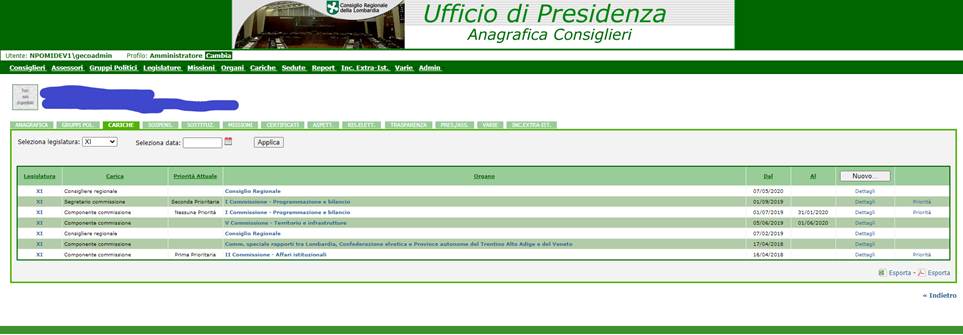 Consiglio Regionale
della Lombardia
Ufficio di Presidenza
Anagrafica Consiglieri
Utente: NPOMIDEV1\gecoadmin Profilo: Amministratore Cambia
Consiglieri Assessori Gruppi Politici Legislature Missioni Organi Cariche Sedute Report Inc. Extra-Ist. Varie Admin
ANAGRAFICA GRUPPI POL. CARICHE SOSPENS. SOSTITUZ. MISSIONI CERTIFICATI ASPETT. RIS.ELETT. TRASPARENZA PRES./ASS. VARIE INC.EXTRA-IST.
Seleziona legislatura: XI Seleziona data: Applica
Legislatura Carica Priorità Attuale Organo Dal Al Nuovo...
XI Consigliere regionale Consiglio Regionale 07/05/2020 Dettagli
XI Segretario commissione Seconda Prioritaria I Commissione - Programmazione e bilancio 01/09/2019 Dettagli Priorità
XI Componente commissione Nessuna Priorità I Commissione - Programmazione e bilancio 01/07/2019 31/01/2020 Dettagli Priorità
XI Componente commissione V Commissione - Territorio e infrastrutture 05/06/2019 01/06/2020 Dettagli
XI Consigliere regionale Consiglio Regionale 07/02/2019 Dettagli
XI Componente commissione Comm. speciale rapporti tra Lombardia, Confederazione elvetica e Province autonome del Trentino Alto Adige e del Veneto 17/04/2018 Dettagli
XI Componente commissione Prima Prioritaria II Commissione - Affari istituzionali 16/04/2018 Dettagli Priorità
Esporta - Esporta
« Indietro